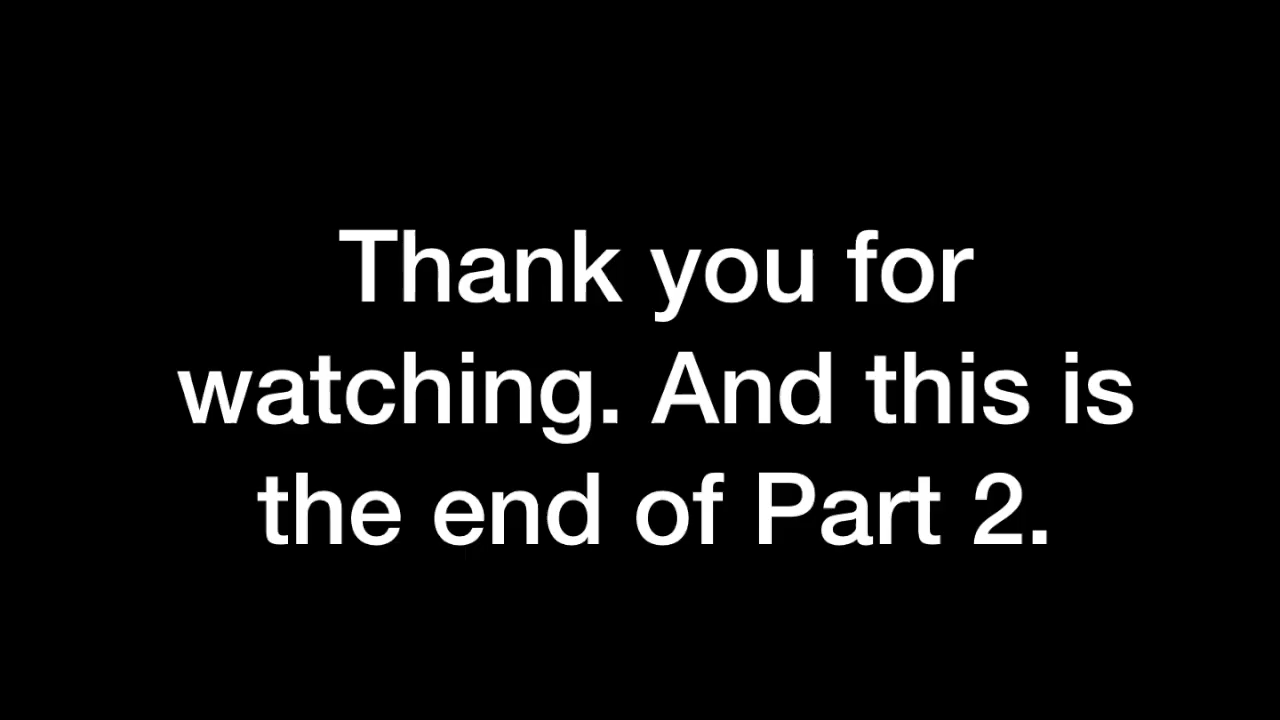 Thank you for
watching. And this is
the end of Part 2.